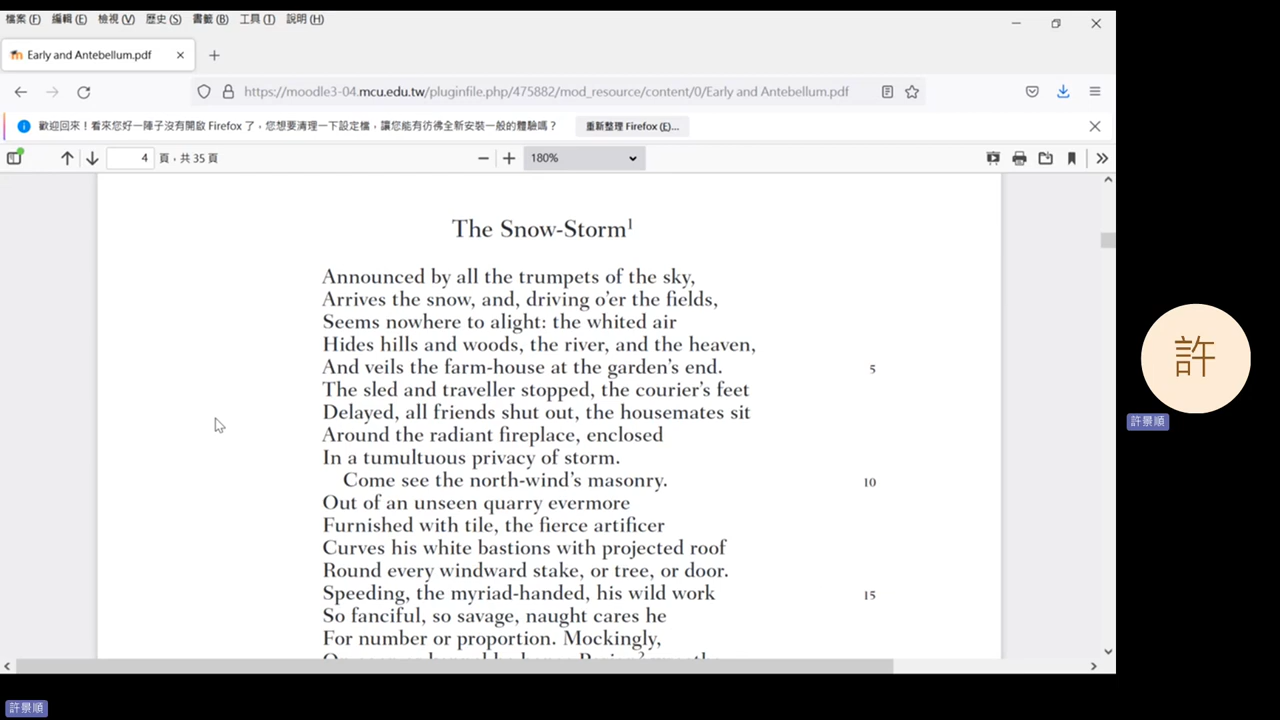 檔案(F) 編輯(E) 檢視(V) 歷史(S) 書籤(B) 工具(T) 說明(H)
Early and Antebellum.pdf
https://moodle3-04.mcu.edu.tw/pluginfile.php/475882/mod_resource/content/0/Early and Antebellum.pdf
歡迎回來！看來您好一陣子沒有開啟 Firefox 了，您想要清理一下設定檔，讓您能有彷彿全新安裝一般的體驗嗎？ 重新整理 Firefox (E)…
4 頁，共 35 頁 180%
The Snow-Storm1
Announced by all the trumpets of the sky,
Arrives the snow, and, driving o’er the fields,
Seems nowhere to alight: the whited air
Hides hills and woods, the river, and the heaven,
And veils the farm-house at the garden’s end. 5
The sled and traveller stopped, the courier’s feet
Delayed, all friends shut out, the housemates sit
Around the radiant fireplace, enclosed
In a tumultuous privacy of storm.
Come see the north-wind’s masonry. 10
Out of an unseen quarry evermore
Furnished with tile, the fierce artificer
Curves his white bastions with projected roof
Round every windward stake, or tree, or door.
Speeding, the myriad-handed, his wild work 15
So fanciful, so savage, naught cares he
For number or proportion. Mockingly,
許
許景順
許景順